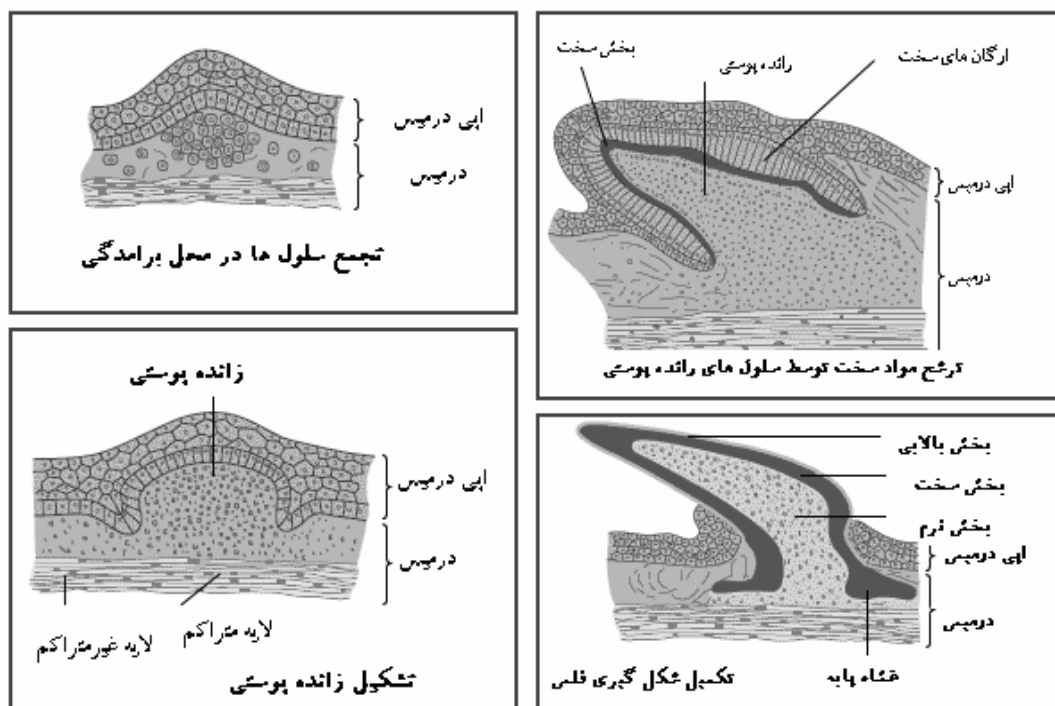 اپی درمیس
درمیس
تجمع سلول ها در محل برامدگی
بخش سخت
زائده پوستی
ارگان های سخت
اپی درمیس
درمیس
ترشح مواد سخت توسط سلول های زائده پوستی
زائده پوستی
اپی درمیس
درمیس
لایه غیرمتراکم
لایه متراکم
تشکیل زائده پوستی
بخش بالایی
بخش سخت
بخش نرم
اپی درمیس
درمیس
غشاء پایه
تکمیل شکل گیری فلس